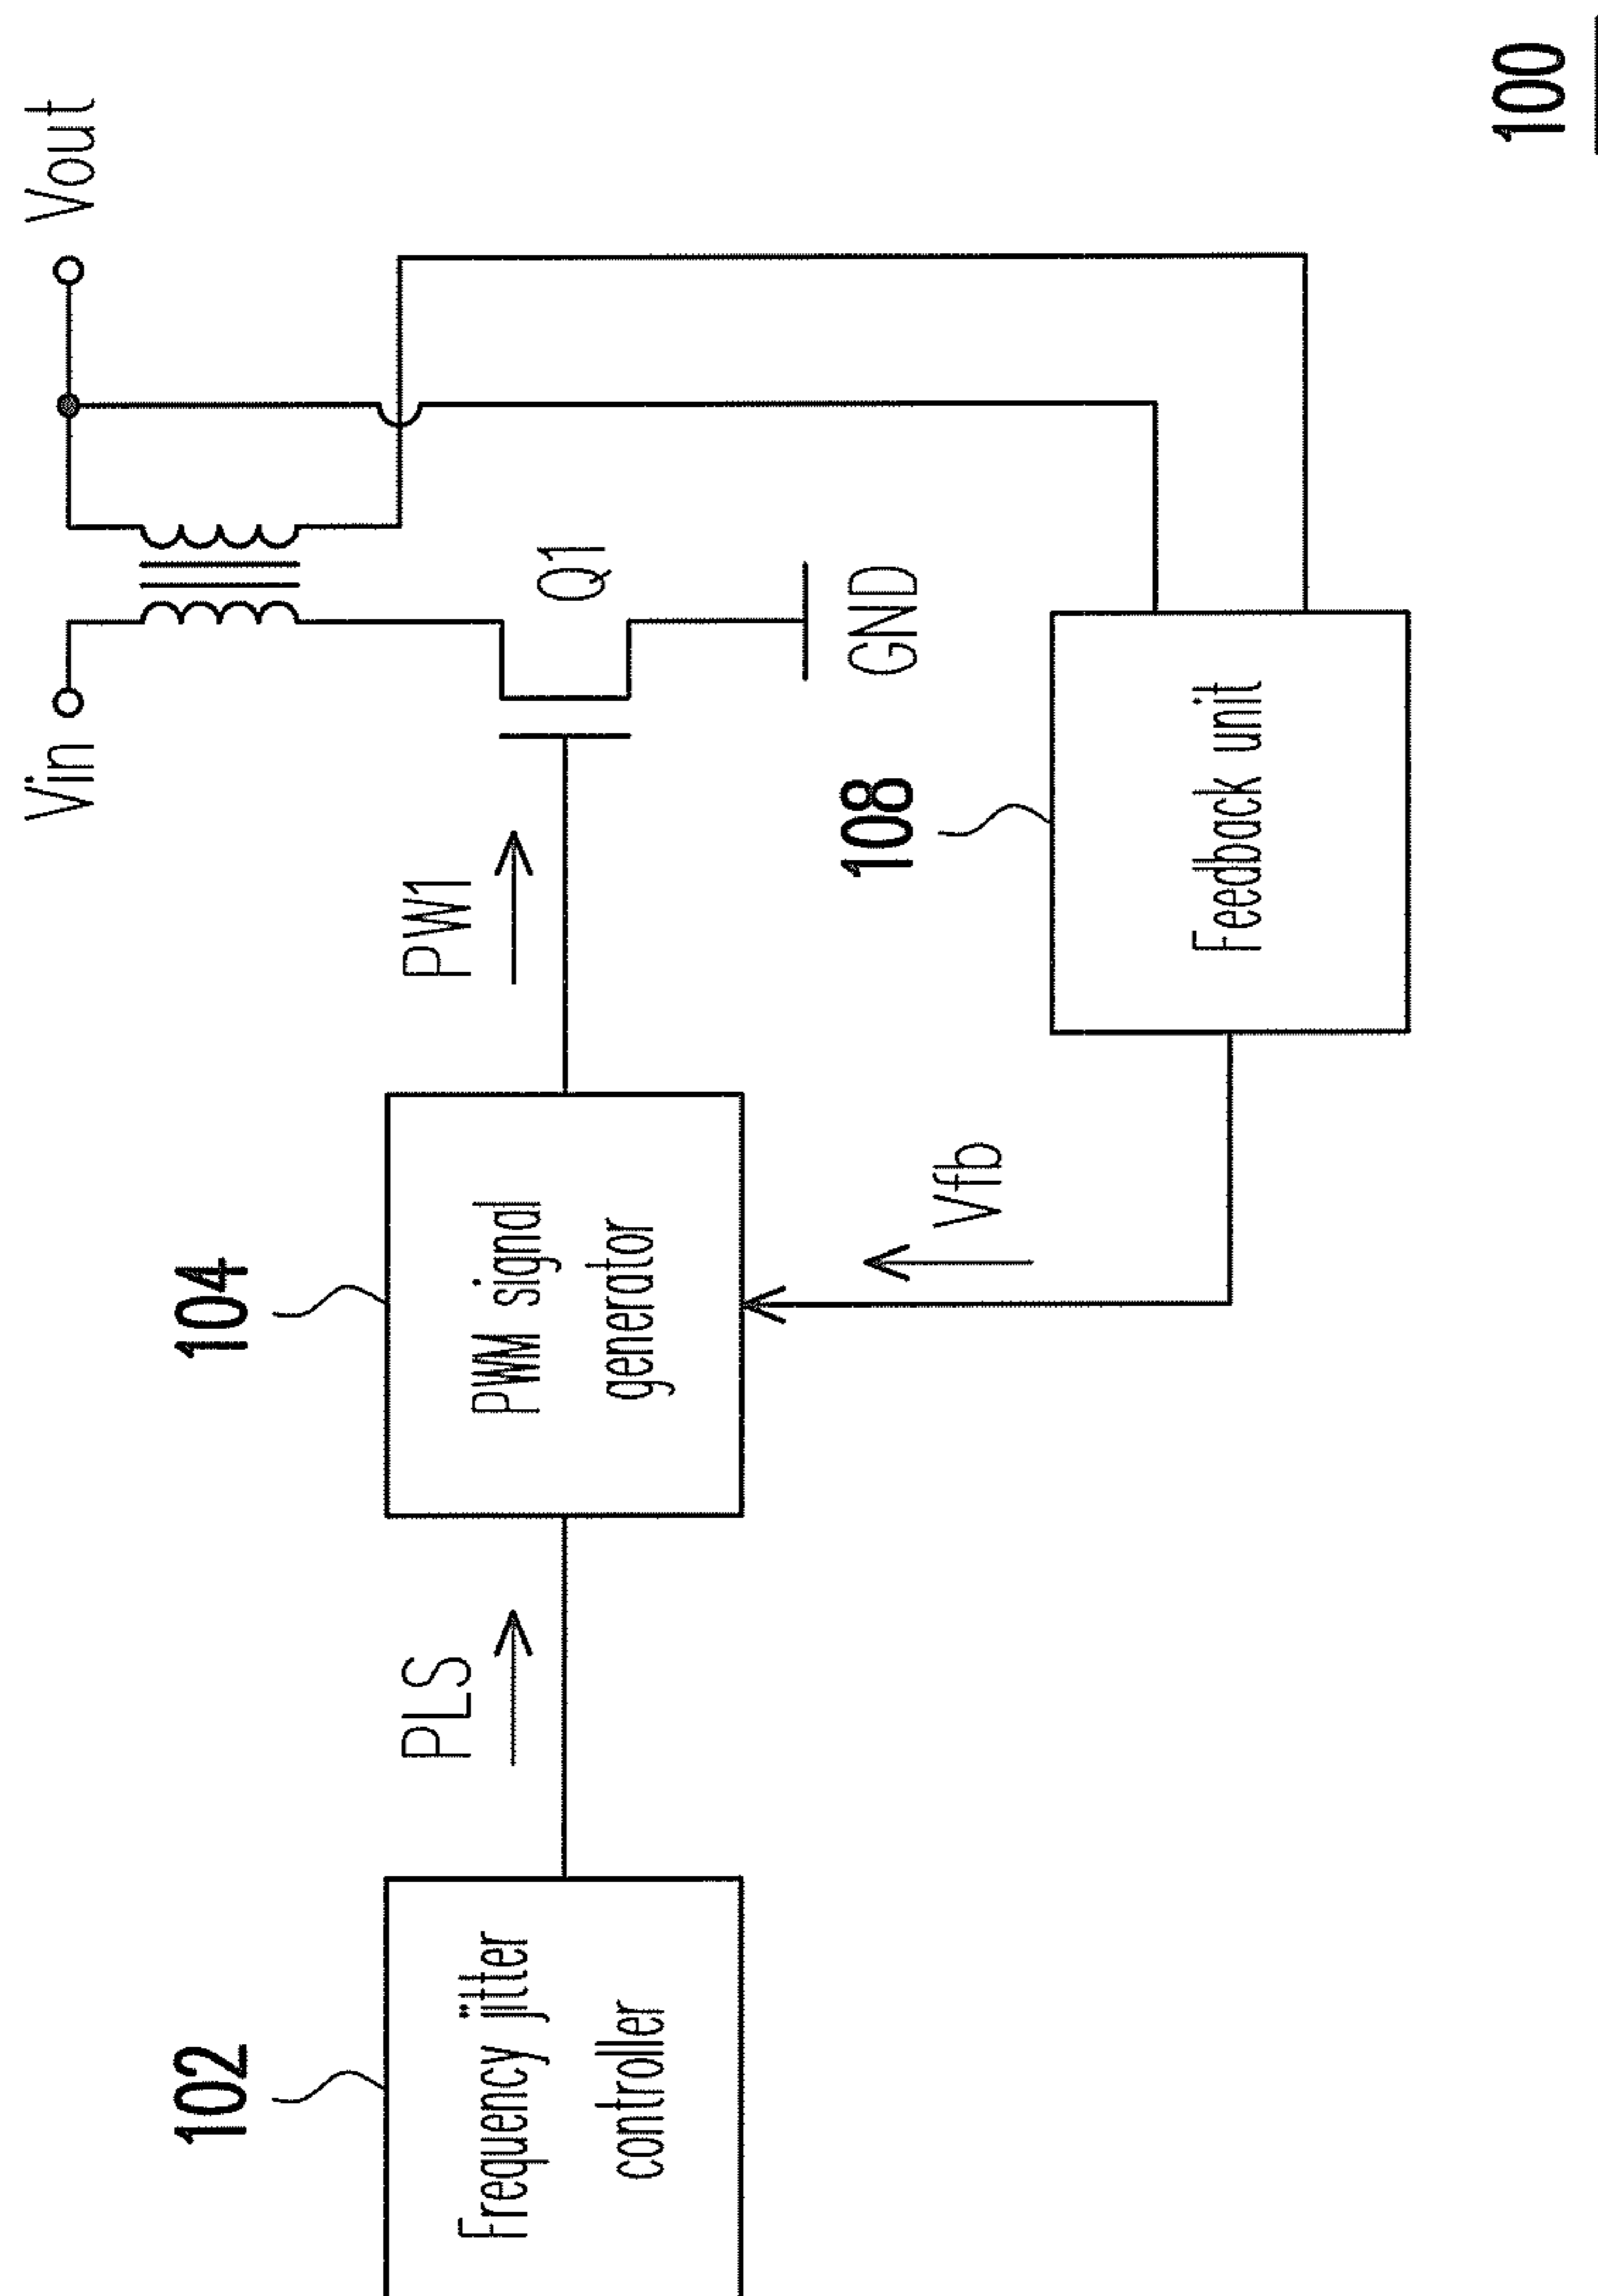 Vin
Vout
102
104
PLS
PW1
Q1
Frequency jitter
controller
PWM signal
generator
GND
108
Vfb
Feedback unit
100